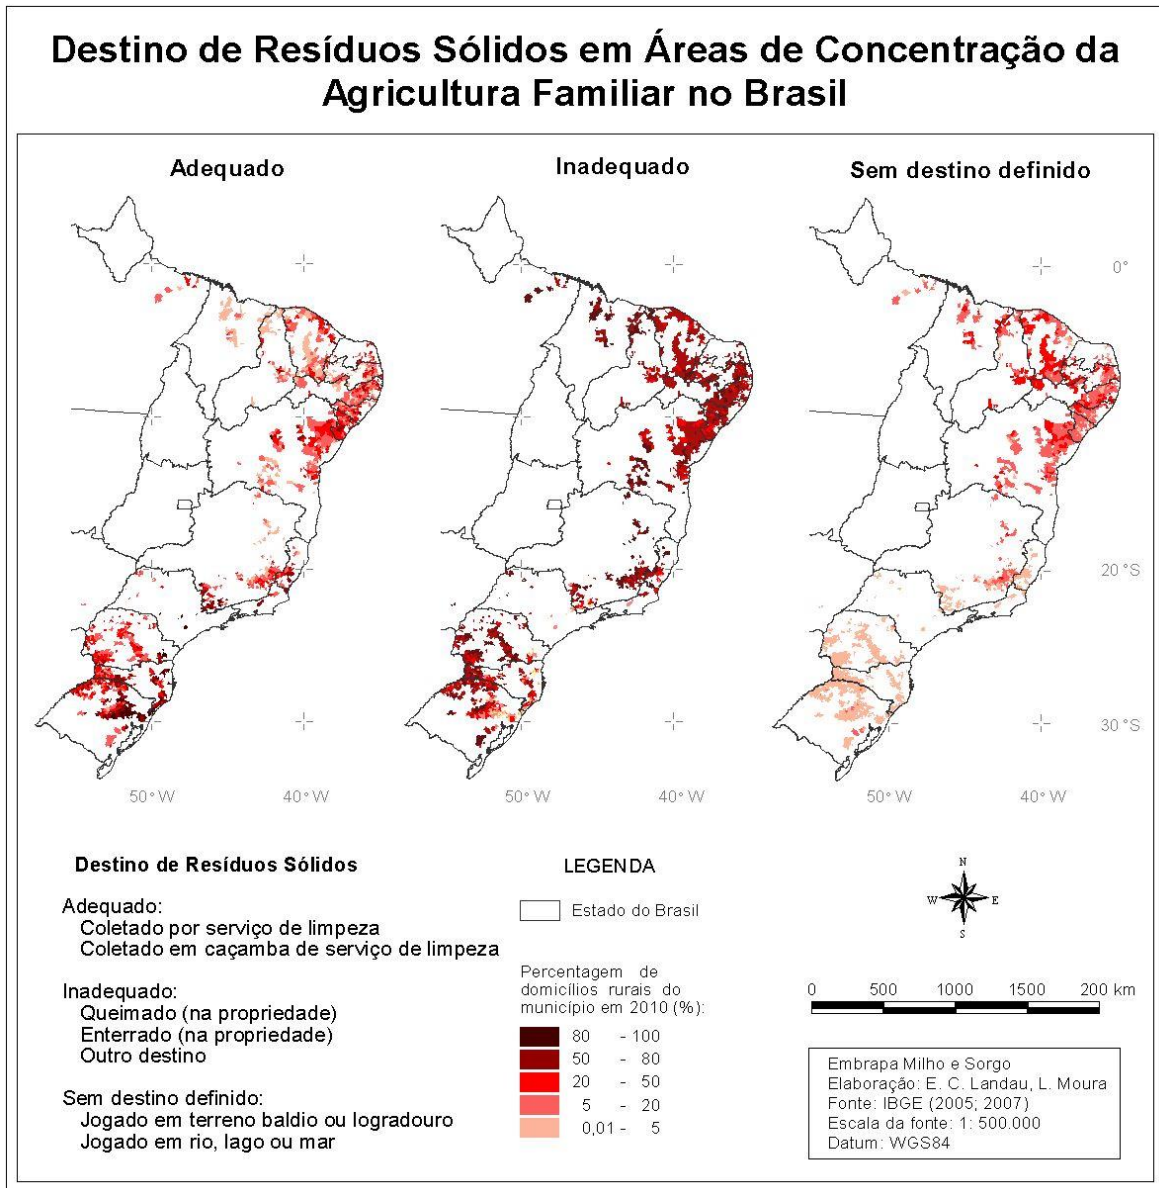 Destino de Resíduos Sólidos em Áreas de Concentração da
Agricultura Familiar no Brasil
Adequado
Inadequado
Sem destino definido
0°
20°S
30°S
50°W
40°W
50°W
40°W
50°W
40°W
Destino de Resíduos Sólidos
Adequado:
Coletado por serviço de limpeza
Coletado em caçamba de serviço de limpeza
Inadequado:
Queimado (na propriedade)
Enterrado (na propriedade)
Outro destino
Sem destino definido:
Jogado em terreno baldio ou logradouro
Jogado em rio, lago ou mar
LEGENDA
Estado do Brasil
Percentagem de
domicílios rurais do
município em 2010 (%):
80 - 100
50 - 80
20 - 50
5 - 20
0,01 - 5
N
W E
S
0 500 1000 1500 200 km
Embrapa Milho e Sorgo
Elaboração: E. C. Landau, L. Moura
Fonte: IBGE (2005; 2007)
Escala da fonte: 1: 500.000
Datum: WGS84